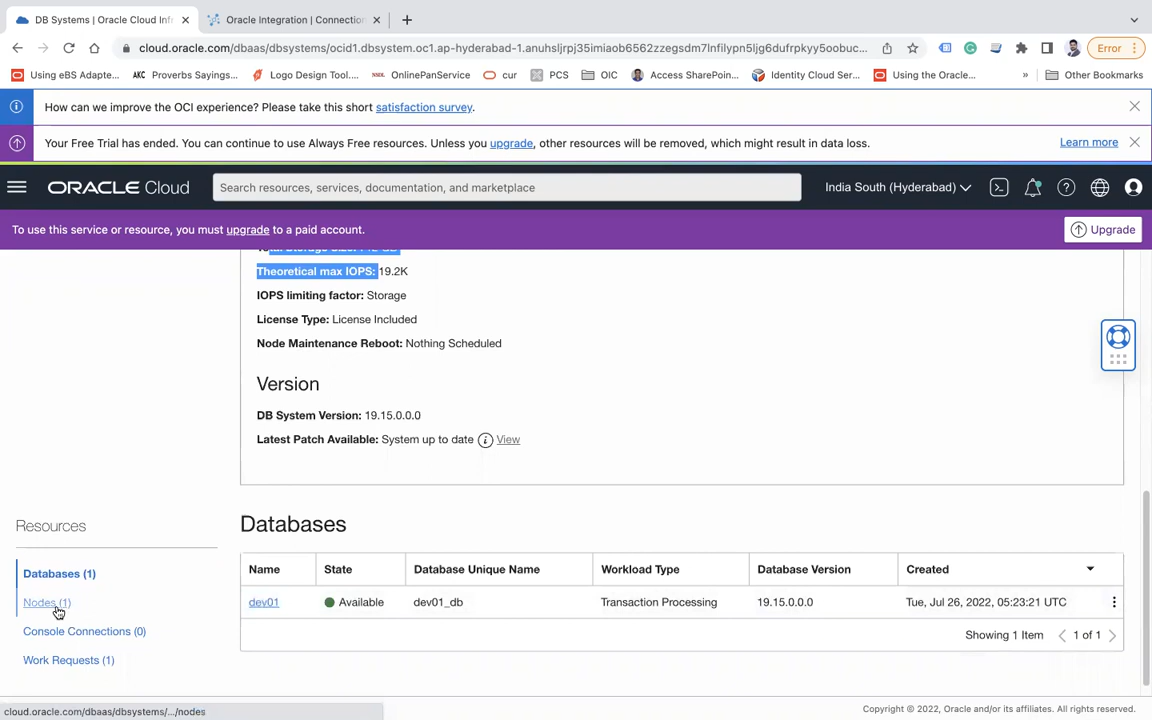 DB Systems | Oracle Cloud Infr
Oracle Integration | Connection
cloud.oracle.com/dbaas/dbsystems/ocid1.dbsystem.oc1.ap-hyderabad-1.anuhsljrpj35imiaob6562zzegsdm7lnfilypn5ljg6dufrpkyy5oobuc...
Error
Using eBS Adapte... Proverbs Sayings,... Logo Design Tool.... OnlinePanService cur PCS OIC Access SharePoin... Identity Cloud Ser... Using the Oracle... » Other Bookmarks
How can we improve the OCI experience? Please take this short satisfaction survey.
Your Free Trial has ended. You can continue to use Always Free resources. Unless you upgrade, other resources will be removed, which might result in data loss. Learn more
ORACLE Cloud Search resources, services, documentation, and marketplace India South (Hyderabad)
To use this service or resource, you must upgrade to a paid account. Upgrade
Theoretical max IOPS: 19.2K
IOPS limiting factor: Storage
License Type: License Included
Node Maintenance Reboot: Nothing Scheduled
Version
DB System Version: 19.15.0.0.0
Latest Patch Available: System up to date View
Resources
Databases (1)
Nodes (1)
Console Connections (0)
Work Requests (1)
Databases
Name State Database Unique Name Workload Type Database Version Created
dev01 Available dev01_db Transaction Processing 19.15.0.0.0 Tue, Jul 26, 2022, 05:23:21 UTC
Showing 1 Item 1 of 1
cloud.oracle.com/dbaas/dbsystems/.../nodes
Copyright © 2022, Oracle and/or its affiliates. All rights reserved.